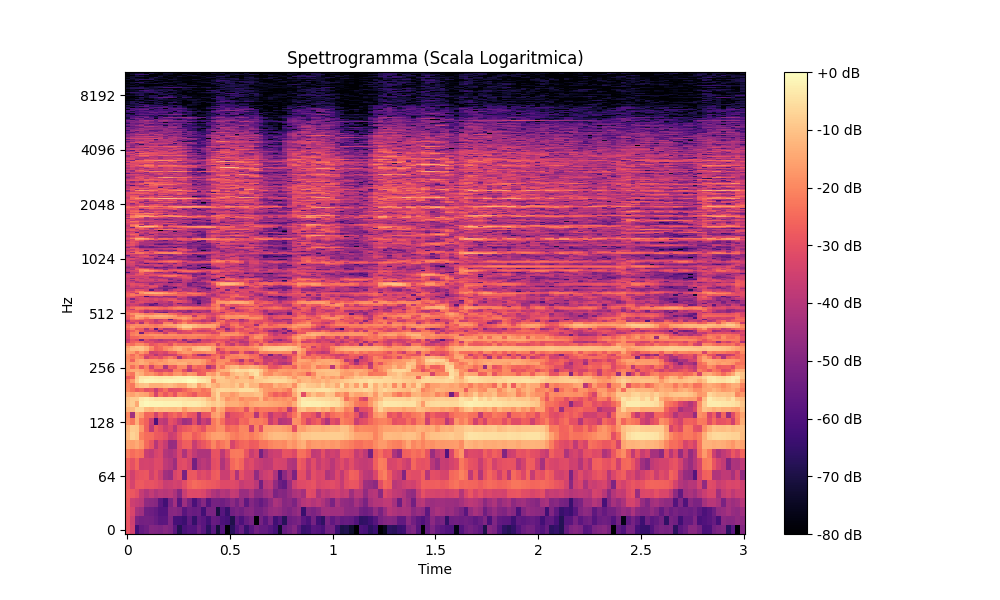 Spettrogramma (Scala Logaritmica)
Hz
8192
4096
2048
1024
512
256
128
64
0
0
0.5
1
1.5
2
2.5
3
Time
+0 dB
-10 dB
-20 dB
-30 dB
-40 dB
-50 dB
-60 dB
-70 dB
-80 dB